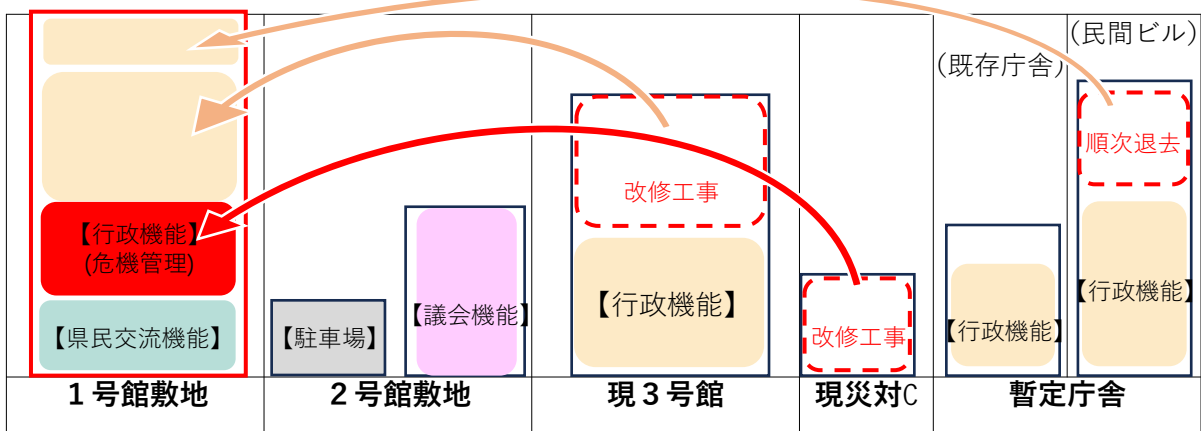 (民間ビル)
(既存庁舎)
順次退去
改修工事
【行政機能】
(危機管理)
【県民交流機能】
【駐車場】
【議会機能】
【行政機能】
改修工事
【行政機能】
【行政機能】
1号館敷地
2号館敷地
現3号館
現災対C
暫定庁舎